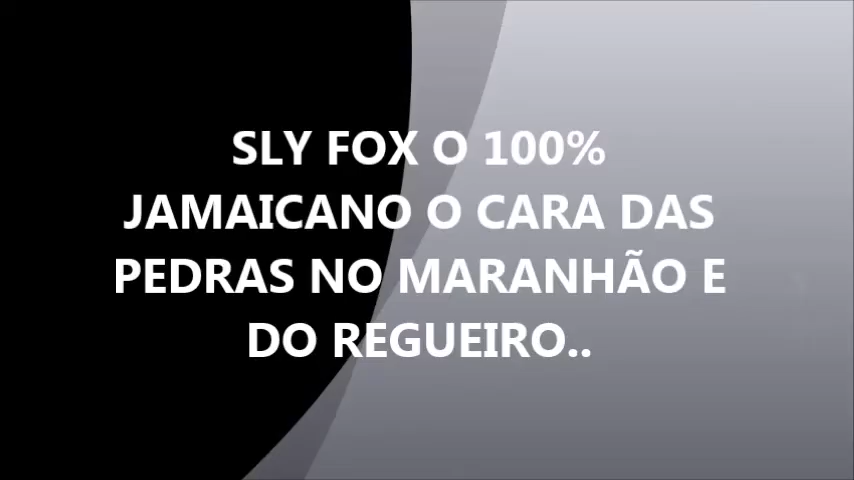 SLY FOX O 100%
JAMAICANO O CARA DAS
PEDRAS NO MARANHÃO E
DO REGUEIRO..